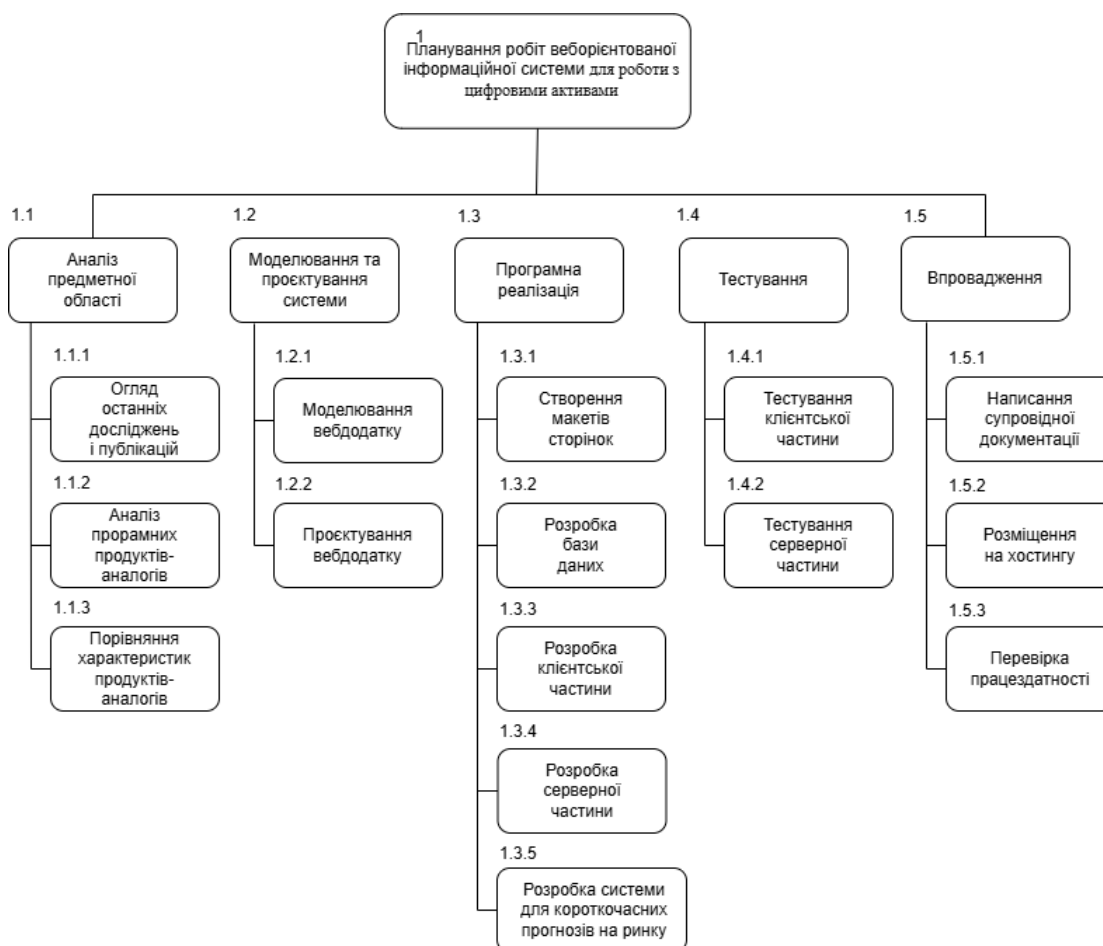 1
Планування робіт веборієнтованої
інформаційної системи для роботи з
цифровими активами
1.1
Аналіз
предметної
області
1.1.1
Огляд
останніх
досліджень
і публікацій
1.1.2
Аналіз
прорамних
продуктів-
аналогів
1.1.3
Порівняння
характеристик
продуктів-
аналогів
1.2
Моделювання та
проєктування
системи
1.2.1
Моделювання
вебдодатку
1.2.2
Проєктування
вебдодатку
1.3
Програмна
реалізація
1.3.1
Створення
макетів
сторінок
1.3.2
Розробка
бази
даних
1.3.3
Розробка
клієнтської
частини
1.3.4
Розробка
серверної
частини
1.3.5
Розробка системи
для короткочасних
прогнозів на ринку
1.4
Тестування
1.4.1
Тестування
клієнтської
частини
1.4.2
Тестування
серверної
частини
1.5
Впровадження
1.5.1
Написання
супровідної
документації
1.5.2
Розміщення
на хостингу
1.5.3
Перевірка
працездатності